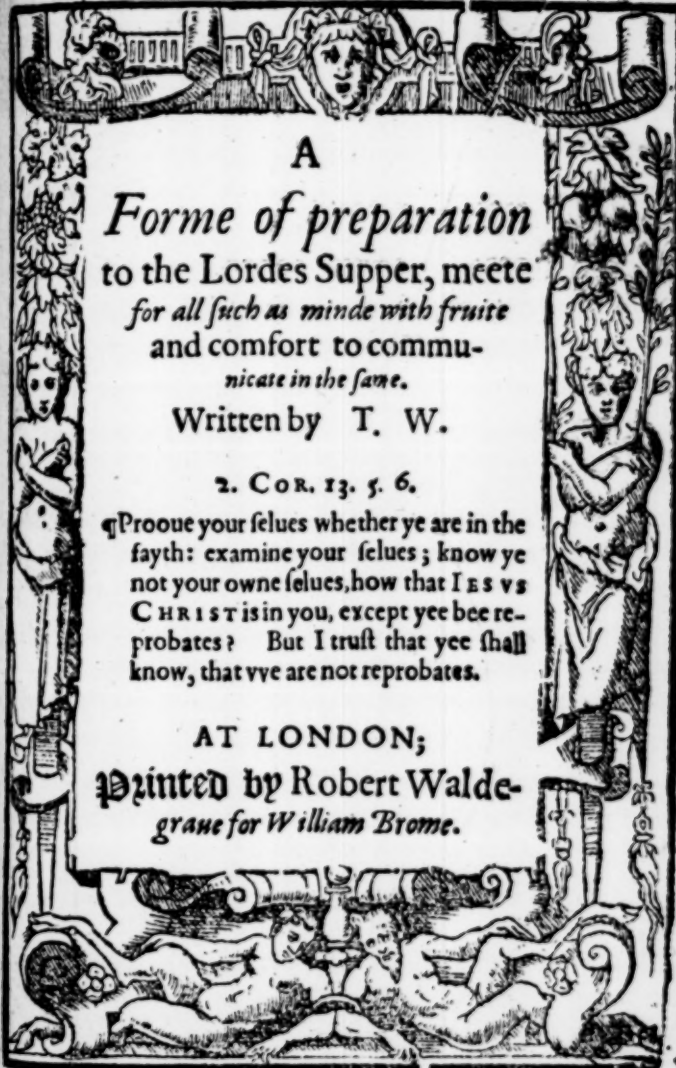 A
Forme of preparation
to the Lordes Supper, meete
for all ſuch as minde with fruite
and comfort to commu-
nicate in the ſame.
Written by T. W.
2. COR. 13. 5. 6.
¶Prooue your ſelues whether ye are in the
fayth: examine your ſelues; know ye
not your owne ſelues, how that IESVS
CHRIST is in you, except yee bee re-
probates? But I truſt that yee ſhall
know, that vve are not reprobates.
AT LONDON;
Printed by Robert Walde-
graue for William Brome.